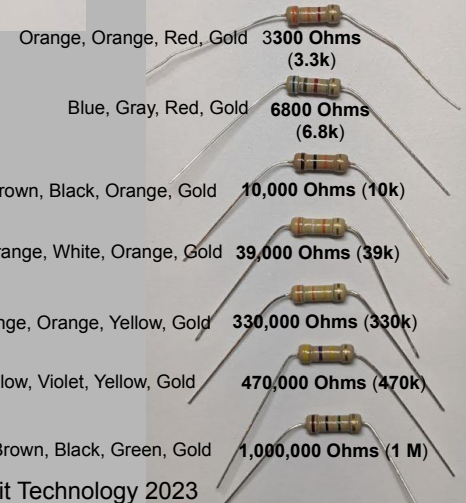 Orange, Orange, Red, Gold 3300 Ohms
(3.3k)
Blue, Gray, Red, Gold 6800 Ohms
(6.8k)
rown, Black, Orange, Gold 10,000 Ohms (10k)
range, White, Orange, Gold 39,000 Ohms (39k)
nge, Orange, Yellow, Gold 330,000 Ohms (330k)
low, Violet, Yellow, Gold 470,000 Ohms (470k)
Brown, Black, Green, Gold 1,000,000 Ohms (1 M)
it Technology 2023